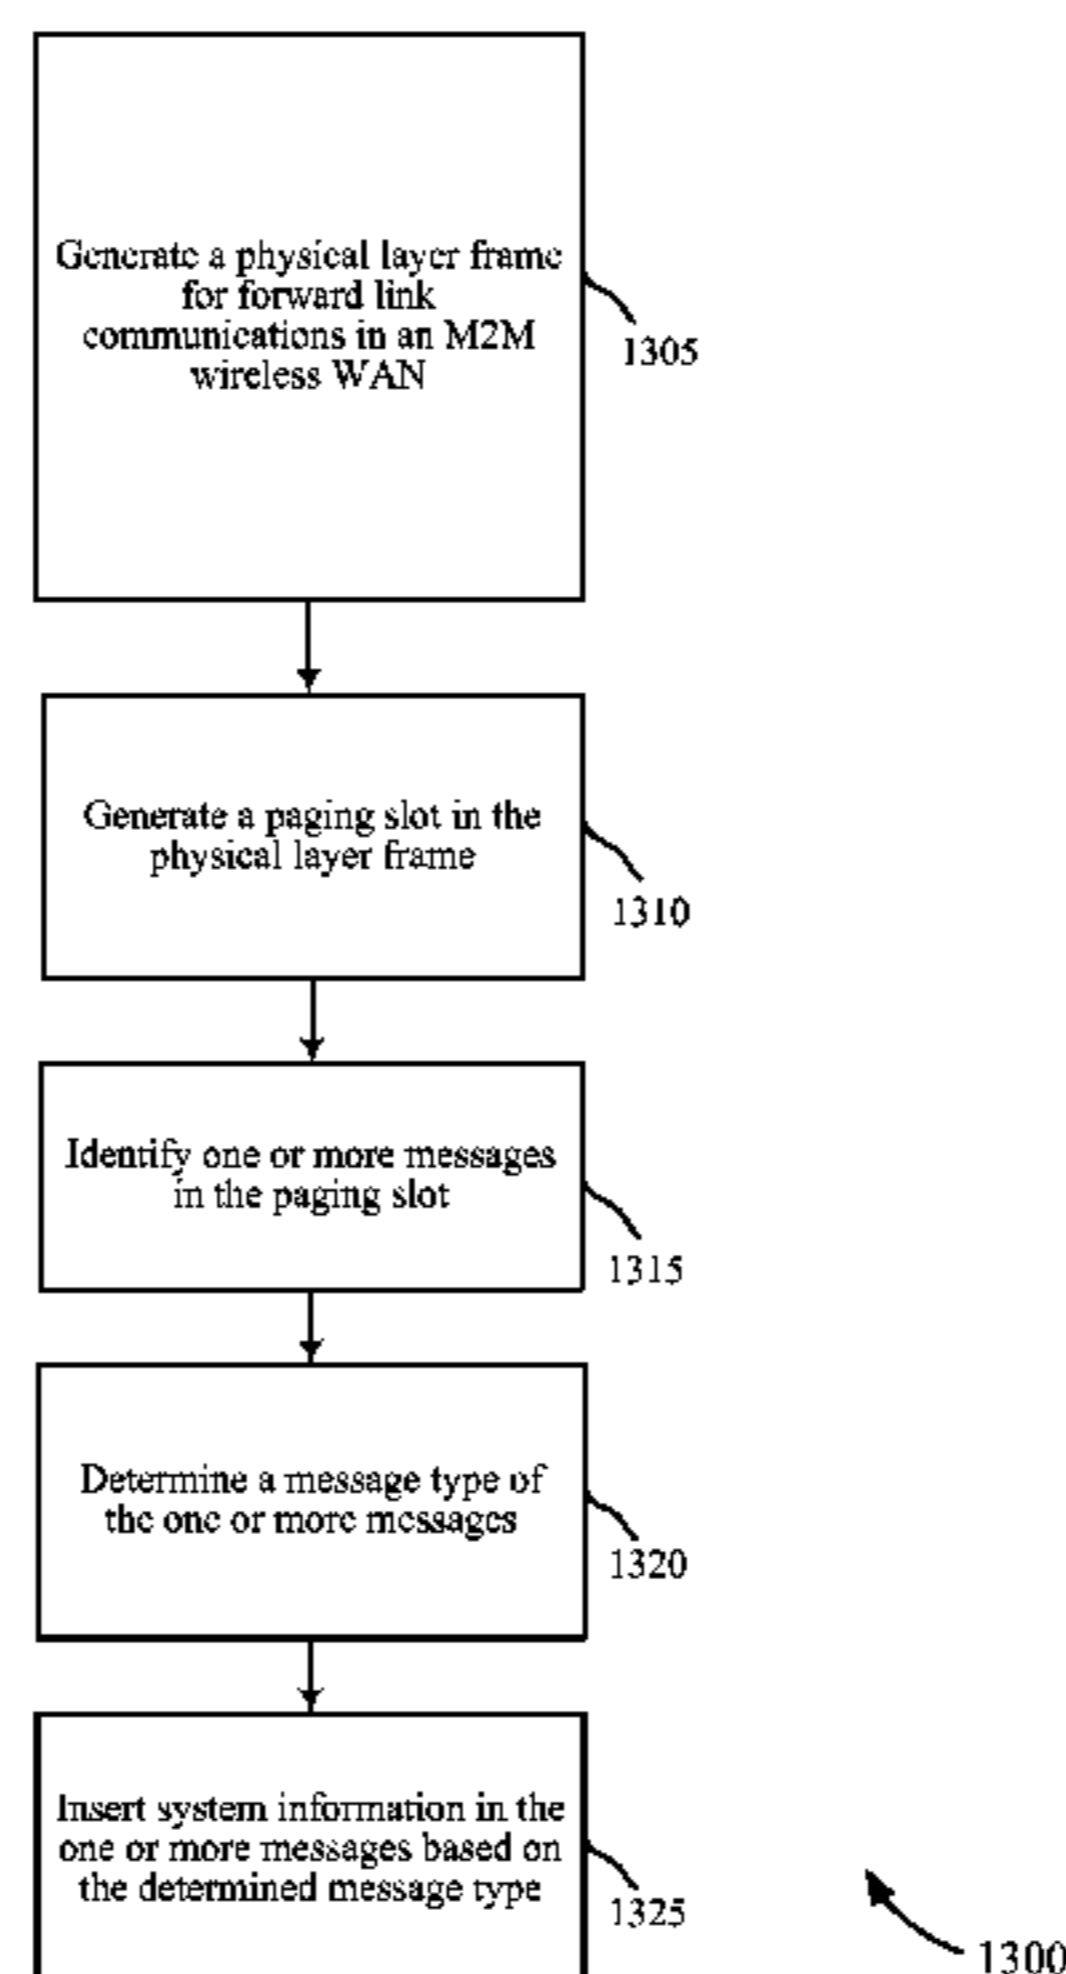 Generate a physical layer frame
for forward link
communications in an M2M
wireless WAN
1305
Generate a paging slot in the
physical layer frame
1310
Identify one or more messages
in the paging slot
1315
Determine a message type of
the one or more messages
1320
Insert system information in the
one or more messages based on
the determined message type
1325
1300